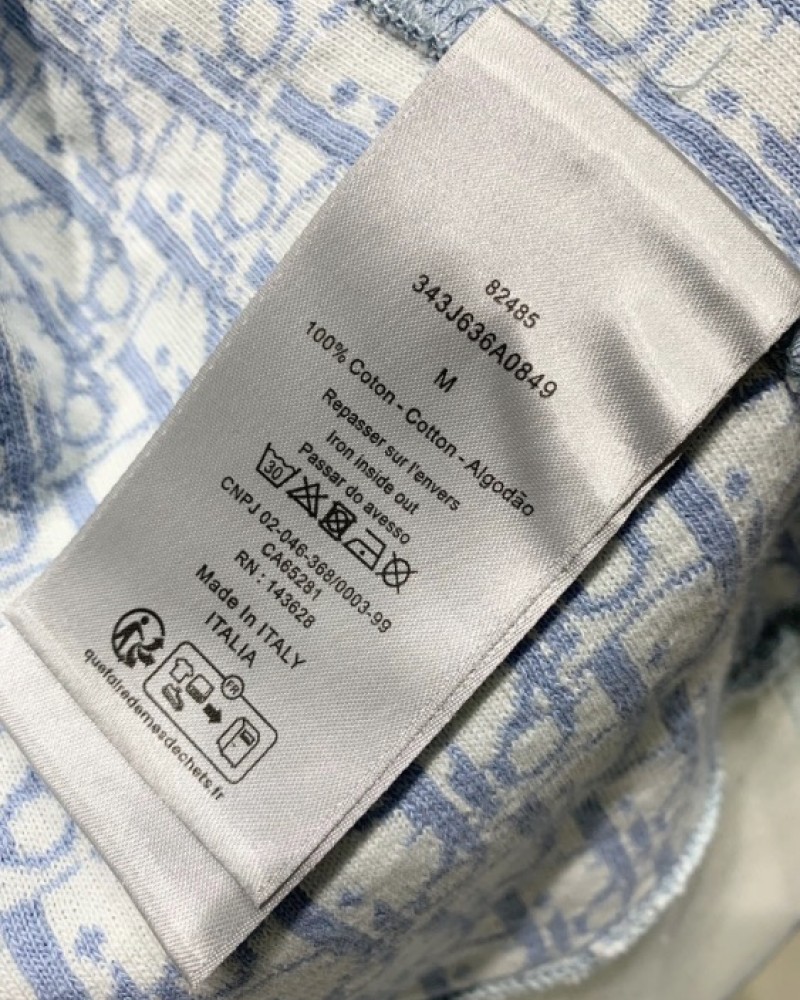 82485
343J636A0849
M
100% Coton - Cotton - Algodão
Repasser sur l'envers
Iron inside out
Passar do avesso
30
CNPJ 02-046-368/0003-99
CA65281
RN : 143628
Made In ITALY
ITALIA
FR
quefairedemesdechets.fr